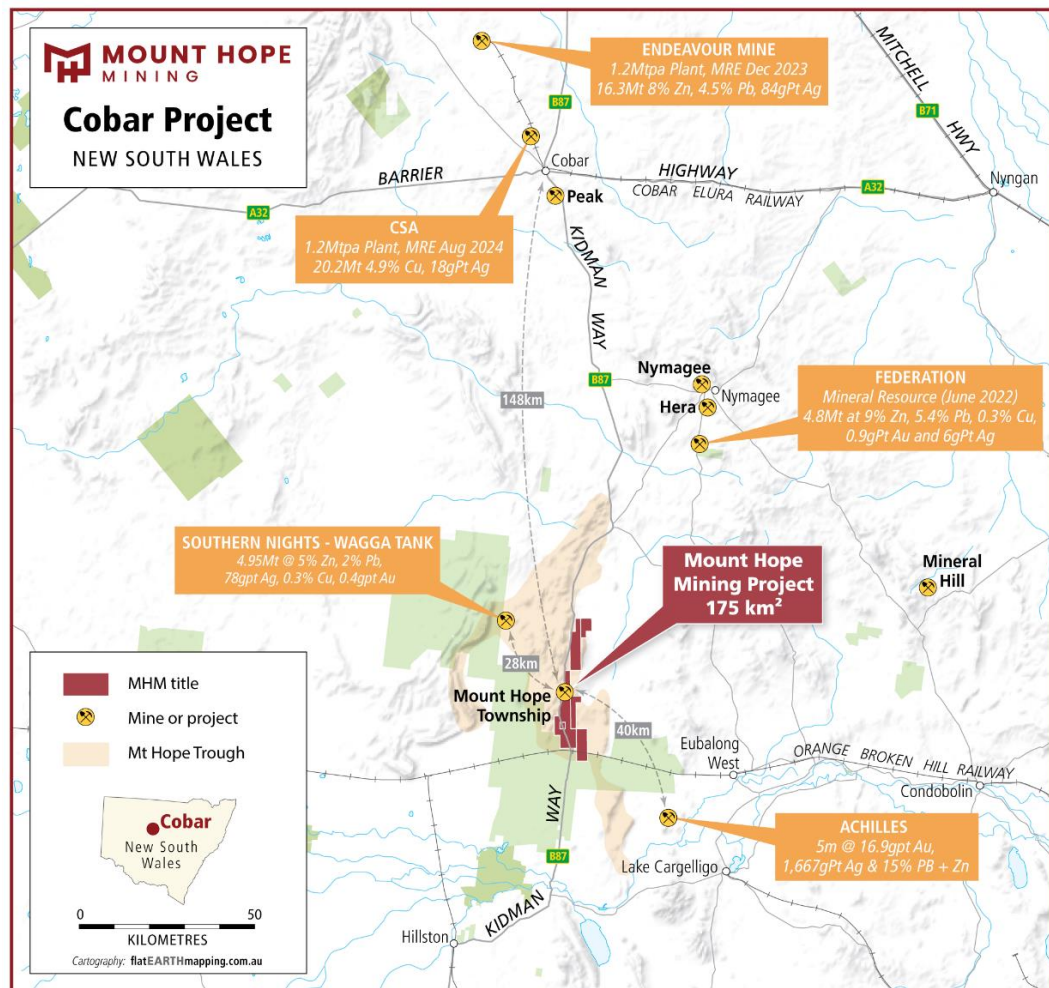 MOUNT HOPE
MINING
Cobar Project
NEW SOUTH WALES
ENDEAVOUR MINE
1.2Mtpa Plant, MRE Dec 2023
16.3Mt 8% Zn, 4.5% Pb, 84gPt Ag
MITCHELL
HWY
B87
B71
Cobar
BARRIER
HIGHWAY
COBAR ELURA RAILWAY
A32
A32
Nyngan
Peak
CSA
1.2Mtpa Plant, MRE Aug 2024
20.2Mt 4.9% Cu, 18gPt Ag
KIDMAN
WAY
B87
148km
Nymagee
Nymagee
Hera
FEDERATION
Mineral Resource (June 2022)
4.8Mt at 9% Zn, 5.4% Pb, 0.3% Cu,
0.9gPt Au and 6gPt Ag
SOUTHERN NIGHTS - WAGGA TANK
4.95Mt @ 5% Zn, 2% Pb,
78gpt Ag, 0.3% Cu, 0.4gpt Au
Mount Hope
Mining Project
175 km²
Mineral
Hill
28km
Mount Hope
Township
40km
Eubalong
West
ORANGE BROKEN HILL RAILWAY
Condobolin
WAY
ACHILLES
5m @ 16.9gpt Au,
1,667gPt Ag & 15% PB + Zn
B87
Lake Cargelligo
KIDMAN
Hillston
MHM title
Mine or project
Mt Hope Trough
Cobar
New South
Wales
0
50
KILOMETRES
Cartography: flatEARTHmapping.com.au